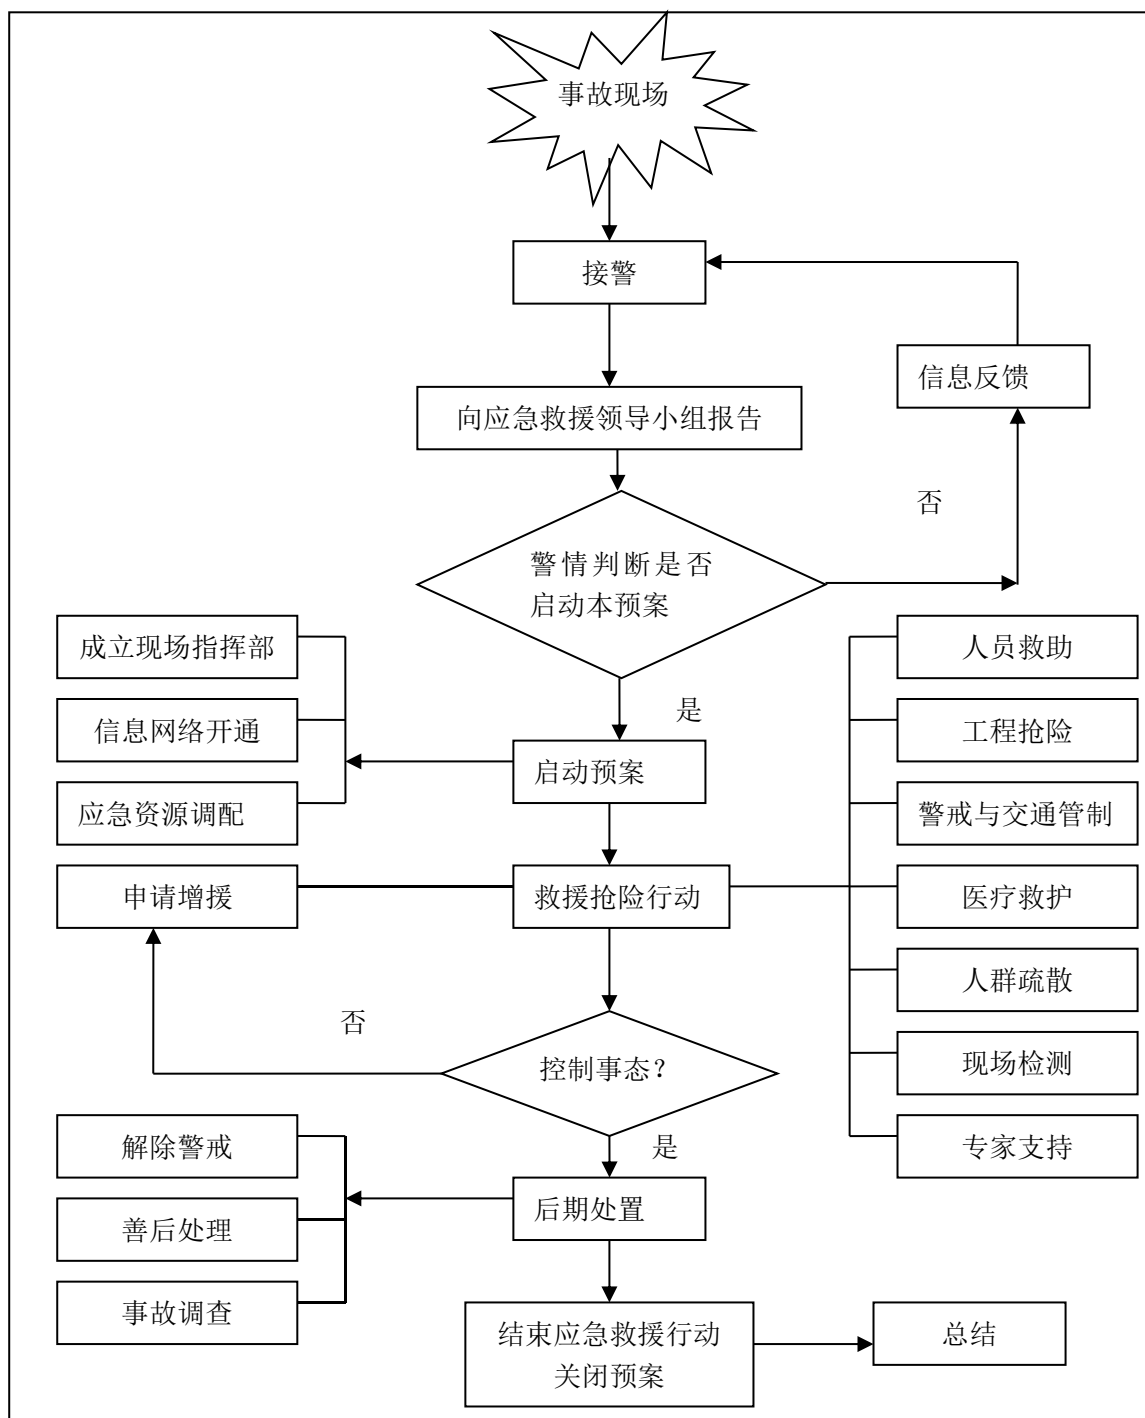 事故现场
接警
信息反馈
向应急救援领导小组报告
否
警情判断是否
启动本预案
成立现场指挥部
人员救助
是
信息网络开通
工程抢险
启动预案
应急资源调配
警戒与交通管制
申请增援
救援抢险行动
医疗救护
人群疏散
否
控制事态？
现场检测
解除警戒
是
专家支持
后期处置
善后处理
事故调查
结束应急救援行动
关闭预案
总结